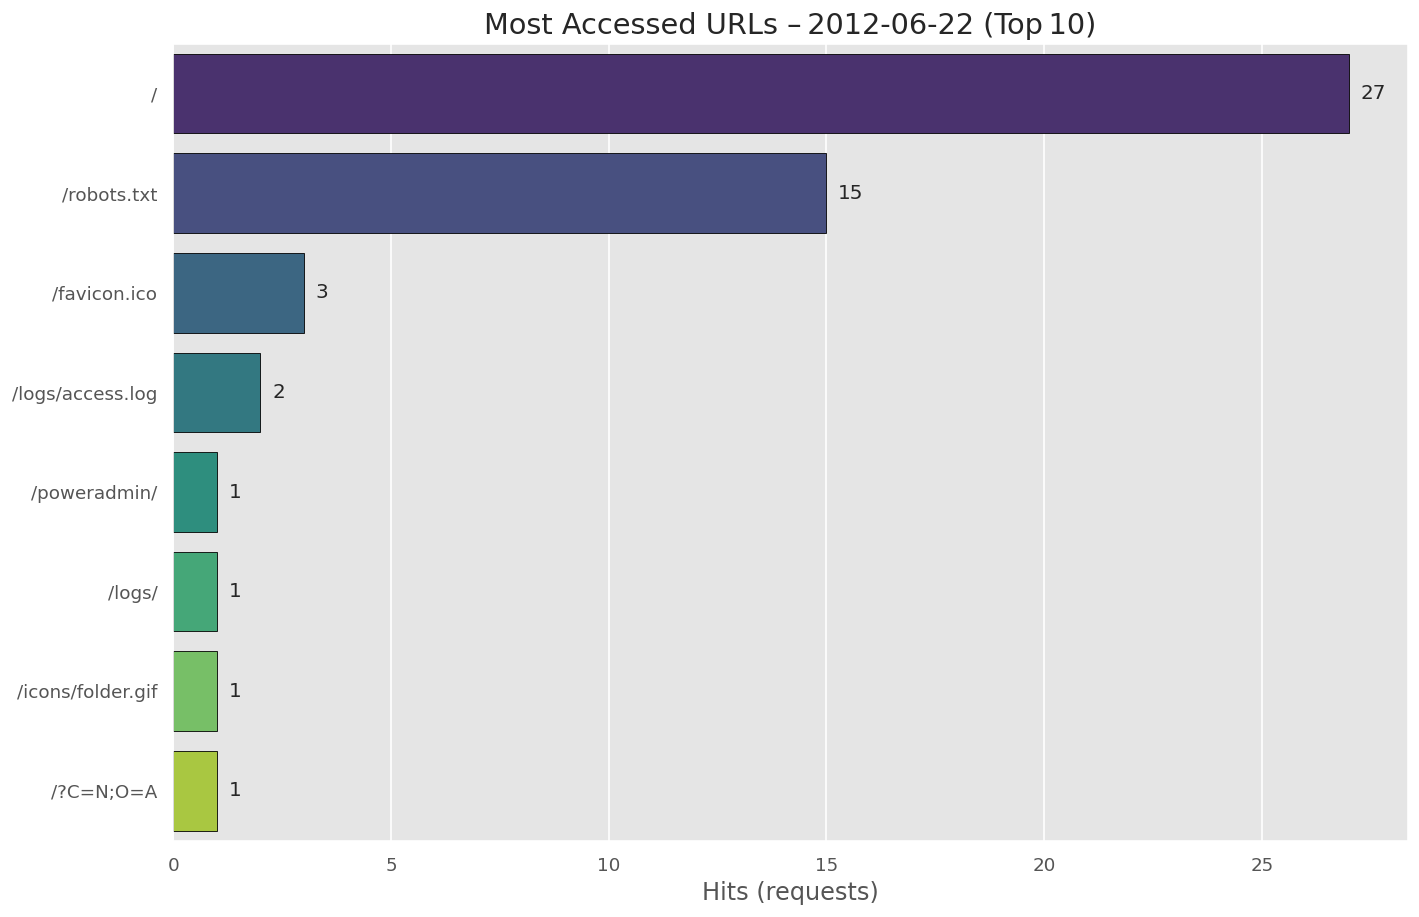 Most Accessed URLs – 2012-06-22 (Top 10)
/ 27
/robots.txt 15
/favicon.ico 3
/logs/access.log 2
/poweradmin/ 1
/logs/ 1
/icons/folder.gif 1
/?C=N;O=A 1
0 5 10 15 20 25
Hits (requests)